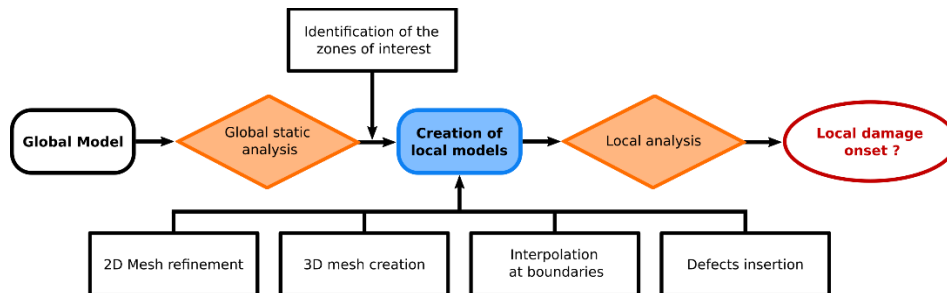 Identification of the
zones of interest
Global Model
Global static
analysis
Creation of
local models
Local analysis
Local damage
onset ?
2D Mesh refinement
3D mesh creation
Interpolation
at boundaries
Defects insertion